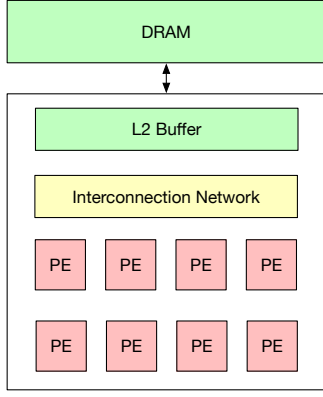 DRAM
L2 Buffer
Interconnection Network
PE PE PE PE
PE PE PE PE